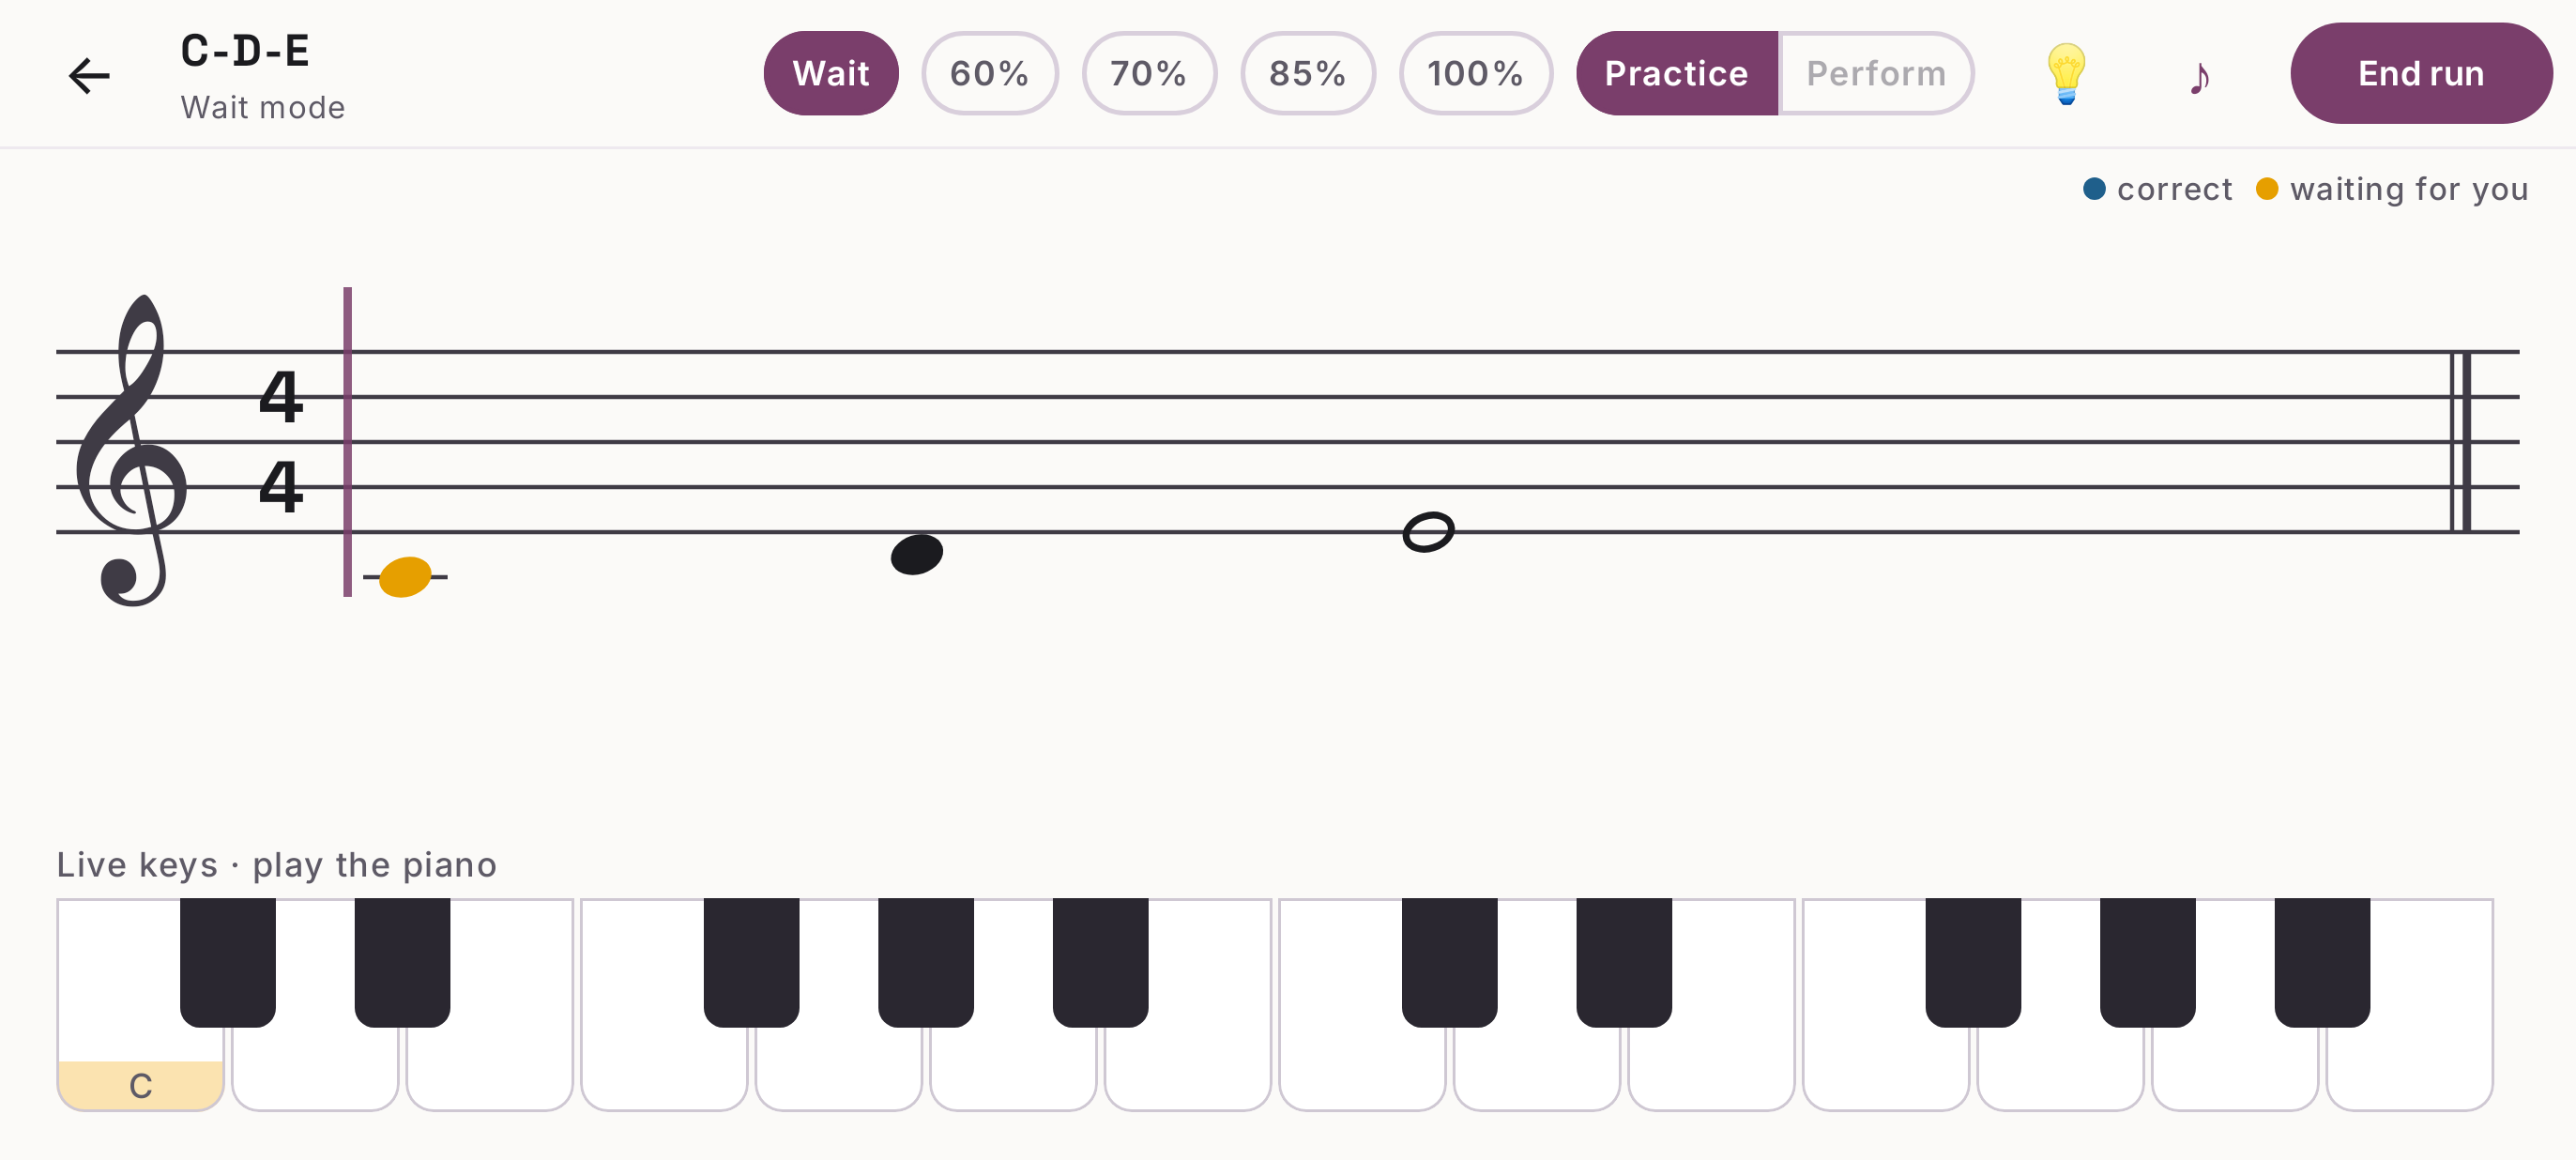 C-D-E
Wait mode
Wait 60% 70% 85% 100% Practice Perform End run
correct waiting for you
4
4
Live keys · play the piano
C